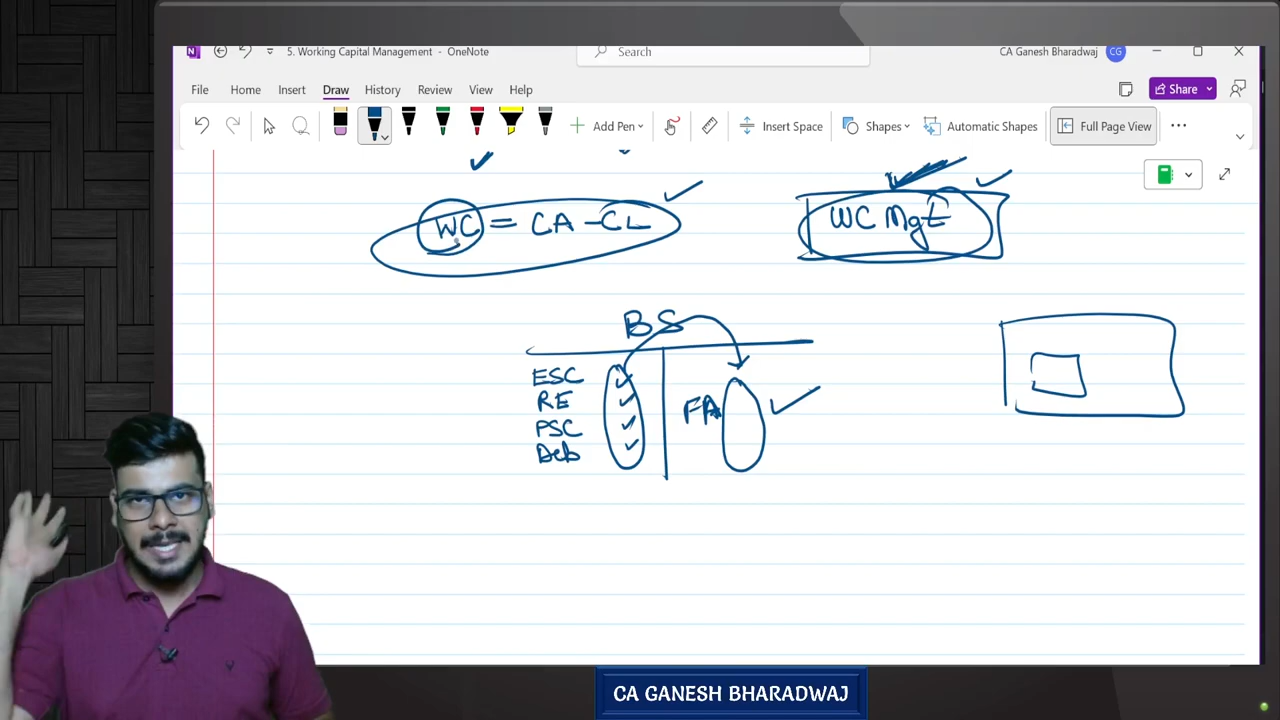 5. Working Capital Management - OneNote
Search
CA Ganesh Bharadwaj CG
File Home Insert Draw History Review View Help
Share
Add Pen
Insert Space
Shapes
Automatic Shapes
Full Page View
WC = CA - CL
WC Mgt
BS
ESC
RE
PSC
Deb
FA
CA GANESH BHARADWAJ